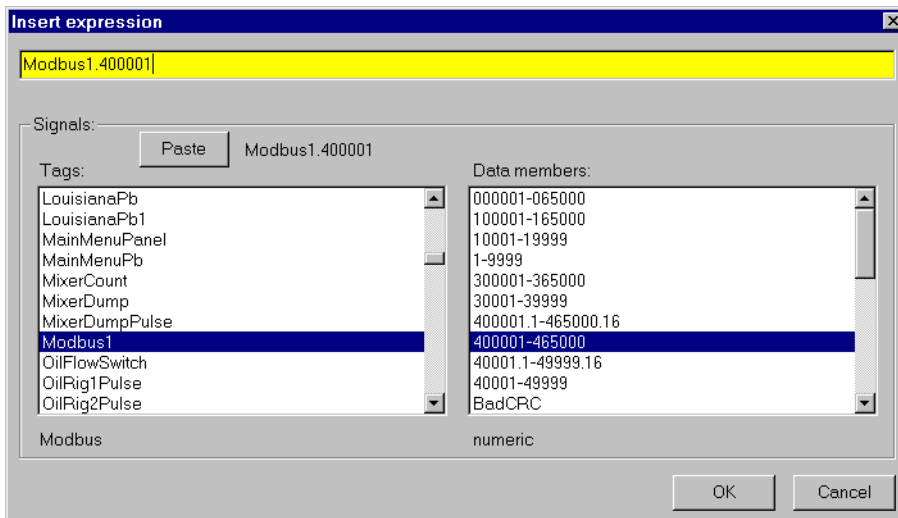 Insert expression
Modbus1.400001
Signals:
Paste Modbus1.400001
Tags:
LouisianaPb
LouisianaPb1
MainMenuPanel
MainMenuPb
MixerCount
MixerDump
MixerDumpPulse
Modbus1
OilFlowSwitch
OilRig1Pulse
OilRig2Pulse
Modbus
Data members:
000001-065000
100001-165000
10001-19999
1-9999
300001-365000
30001-39999
400001.1-465000.16
400001-465000
40001.1-49999.16
40001-49999
BadCRC
numeric
OK Cancel